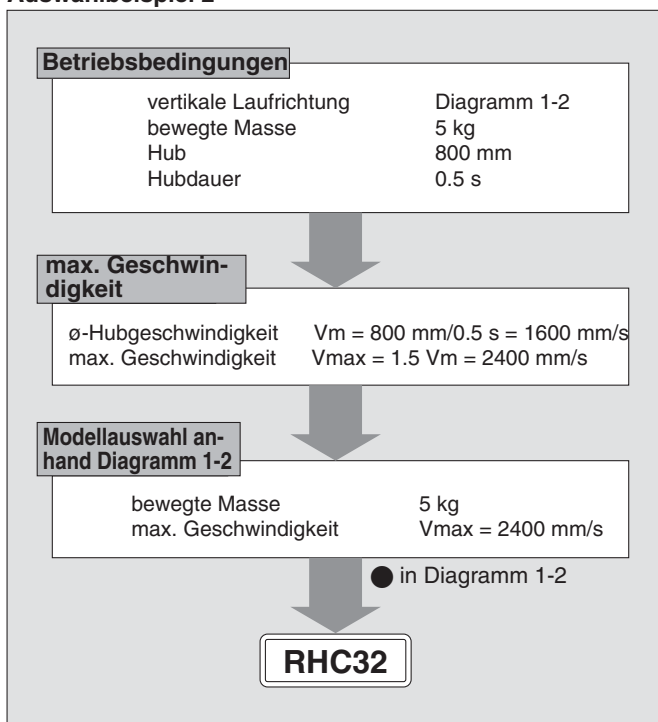 Betriebsbedingungen
vertikale Laufrichtung Diagramm 1-2
bewegte Masse 5 kg
Hub 800 mm
Hubdauer 0.5 s
max. Geschwin-
digkeit
ø-Hubgeschwindigkeit Vm = 800 mm/0.5 s = 1600 mm/s
max. Geschwindigkeit Vmax = 1.5 Vm = 2400 mm/s
Modellauswahl an-
hand Diagramm 1-2
bewegte Masse 5 kg
max. Geschwindigkeit Vmax = 2400 mm/s
● in Diagramm 1-2
RHC32